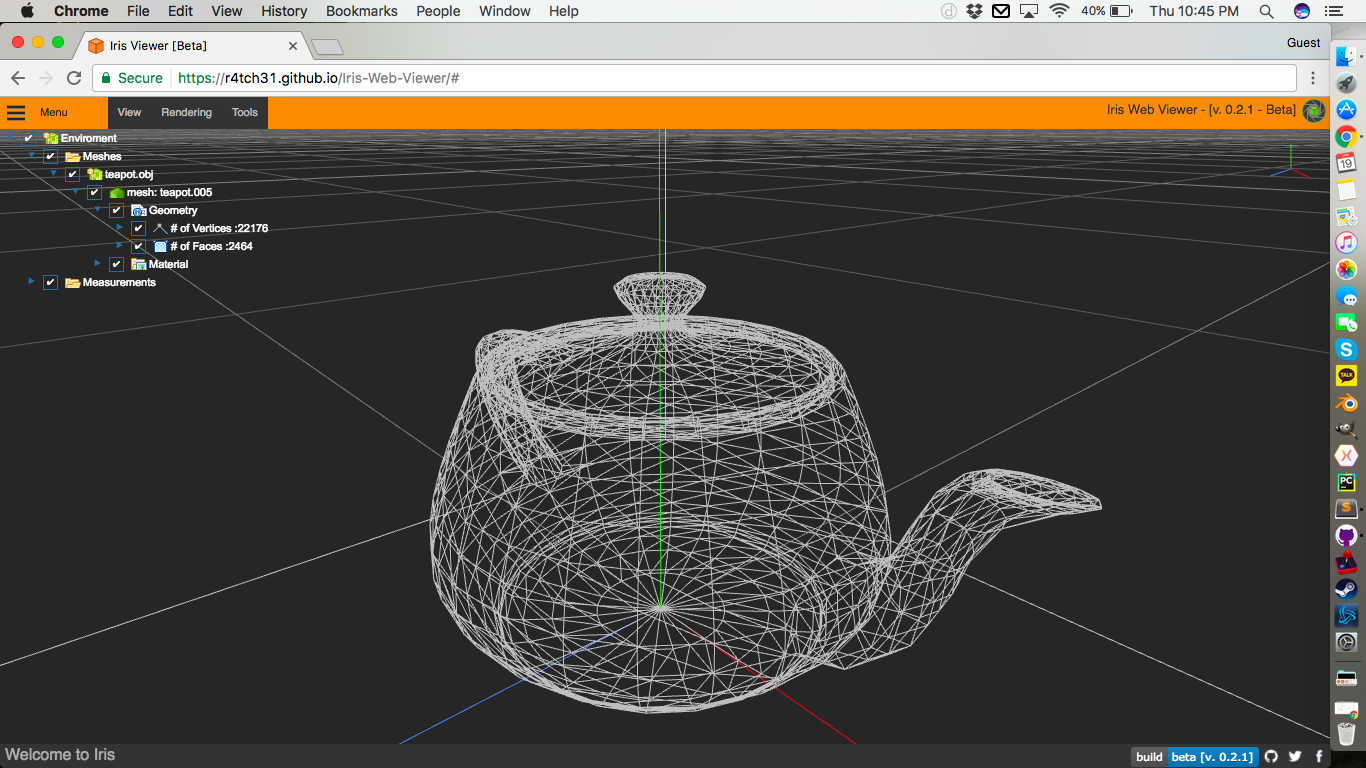 Chrome File Edit View History Bookmarks People Window Help 40% Thu 10:45 PM
Iris Viewer [Beta] Guest
Secure https://r4tch31.github.io/Iris-Web-Viewer/#
Menu View Rendering Tools Iris Web Viewer - [v. 0.2.1 - Beta]
Enviroment
Meshes
teapot.obj
mesh: teapot.005
Geometry
# of Vertices :22176
# of Faces :2464
Material
Measurements
19
TALK
PC
Welcome to Iris build beta [v. 0.2.1]